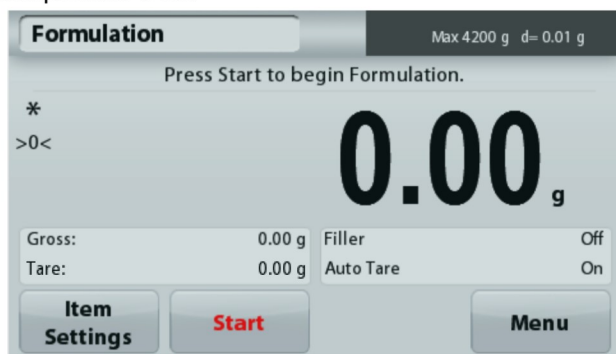 Formulation
Max 4200 g d= 0.01 g
Press Start to begin Formulation.
*
>0<
0.00 g
Gross: 0.00 g
Tare: 0.00 g
Filler Off
Auto Tare On
Item
Settings
Start
Menu